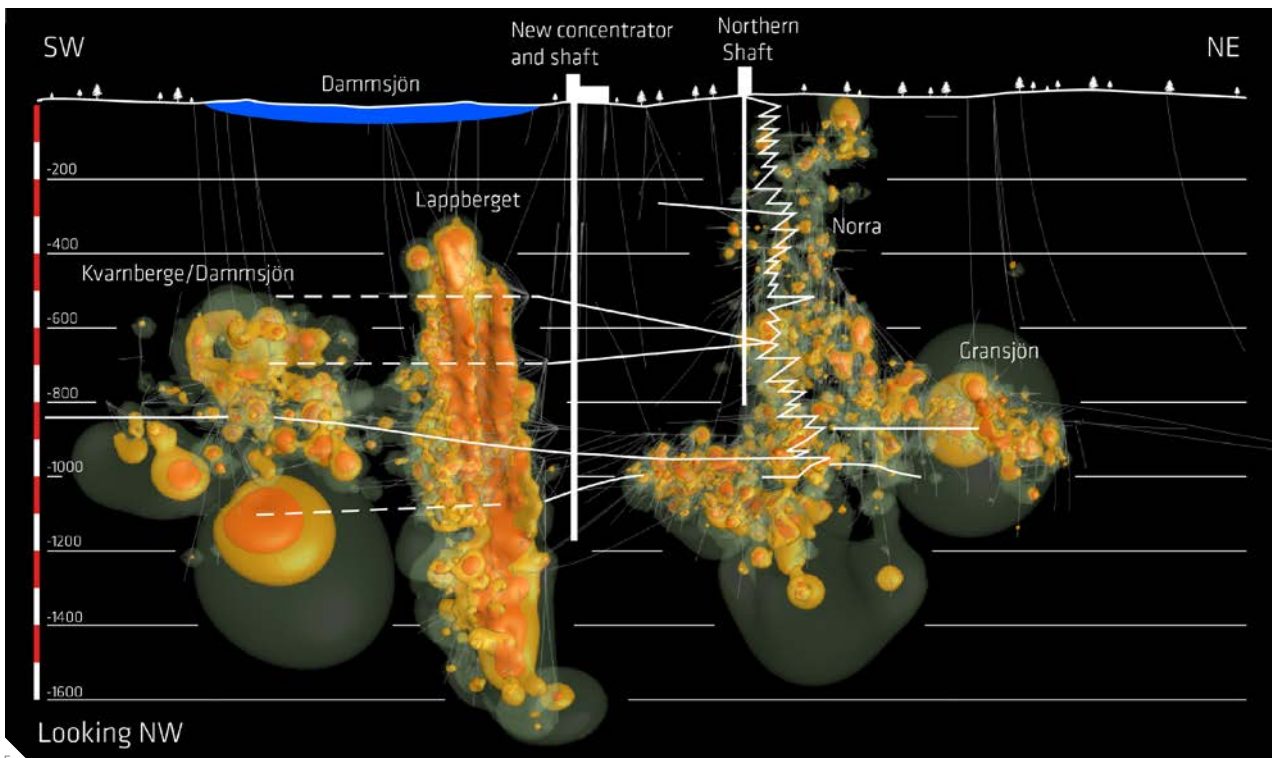 SW
New concentrator
and shaft
Northern
Shaft
NE
Dammsjön
-200
Lappberget
Norra
-400
Kvarnberge/Dammsjön
-600
Gransjön
-800
-1000
-1200
-1400
-1600
Looking NW